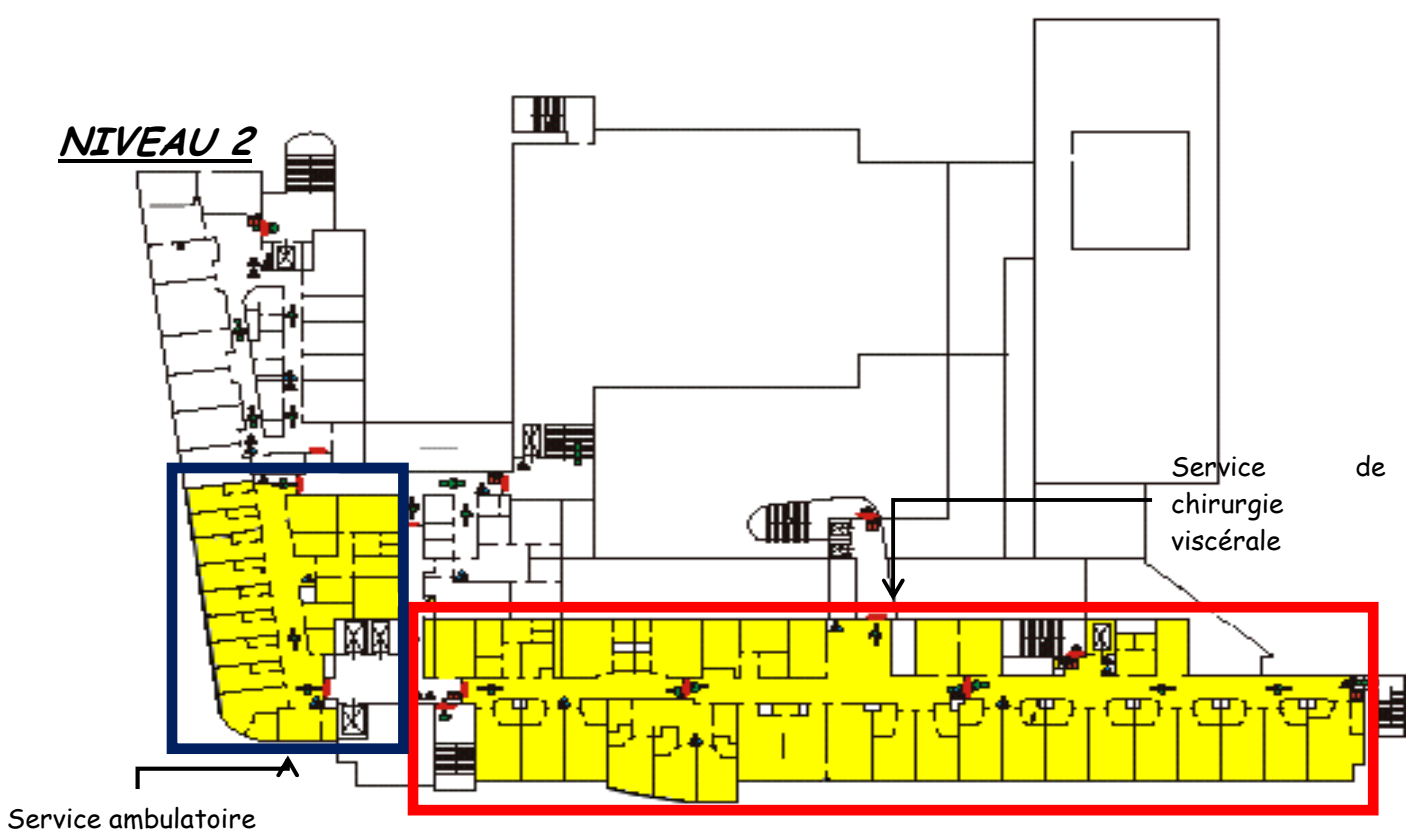 NIVEAU 2
Service de
chirurgie
viscérale
Service ambulatoire